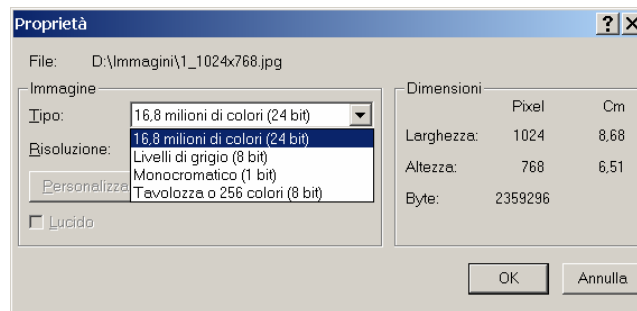 Proprietà
File: D:\Immagini\1_1024x768.jpg
Immagine
Tipo: 16,8 milioni di colori (24 bit)
16,8 milioni di colori (24 bit)
Livelli di grigio (8 bit)
Monocromatico (1 bit)
Tavolozza o 256 colori (8 bit)
Risoluzione:
Personalizza
Lucido
Dimensioni
Pixel Cm
Larghezza: 1024 8,68
Altezza: 768 6,51
Byte: 2359296
OK Annulla